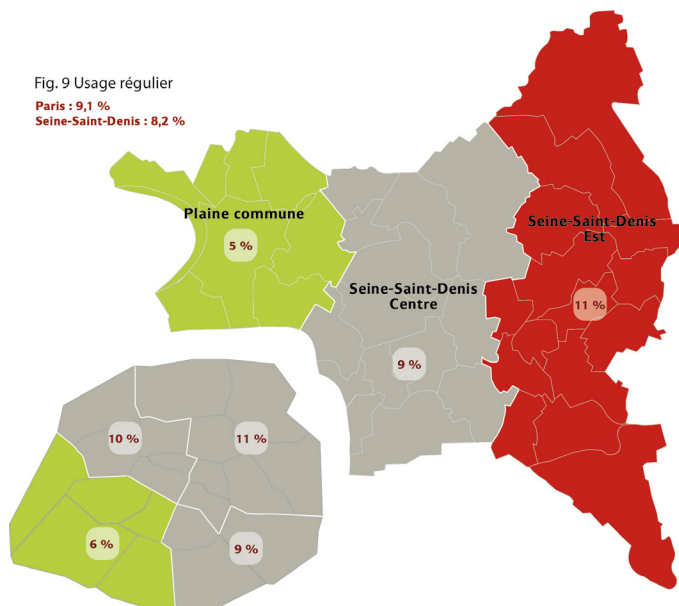 Fig. 9 Usage régulier
Paris : 9,1 %
Seine-Saint-Denis : 8,2 %
Plaine commune
5 %
Seine-Saint-Denis
Est
Seine-Saint-Denis
Centre
11 %
9 %
10 %
11 %
6 %
9 %